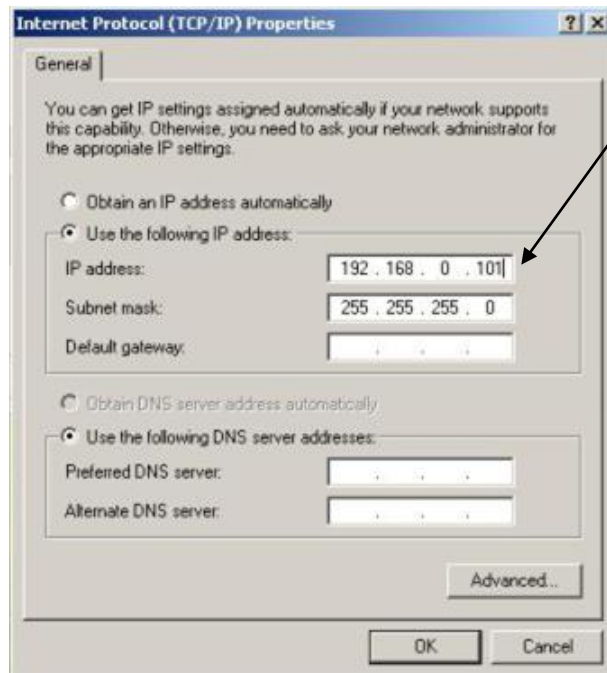 Internet Protocol (TCP/IP) Properties
General
You can get IP settings assigned automatically if your network supports
this capability. Otherwise, you need to ask your network administrator for
the appropriate IP settings.
Obtain an IP address automatically
Use the following IP address:
IP address: 192 . 168 . 0 . 101
Subnet mask: 255 . 255 . 255 . 0
Default gateway: . . .
Obtain DNS server address automatically
Use the following DNS server addresses:
Preferred DNS server: . . .
Alternate DNS server: . . .
Advanced...
OK Cancel